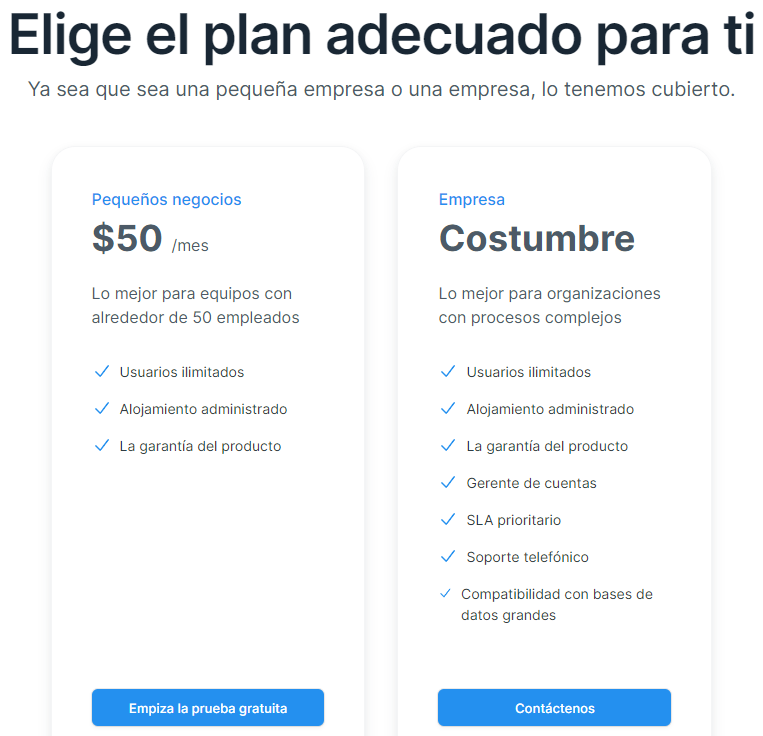 Elige el plan adecuado para ti
Ya sea que sea una pequeña empresa o una empresa, lo tenemos cubierto.
Pequeños negocios
$50 /mes
Lo mejor para equipos con
alrededor de 50 empleados
Usuarios ilimitados
Alojamiento administrado
La garantía del producto
Empiza la prueba gratuita
Empresa
Costumbre
Lo mejor para organizaciones
con procesos complejos
Usuarios ilimitados
Alojamiento administrado
La garantía del producto
Gerente de cuentas
SLA prioritario
Soporte telefónico
Compatibilidad con bases de
datos grandes
Contáctenos